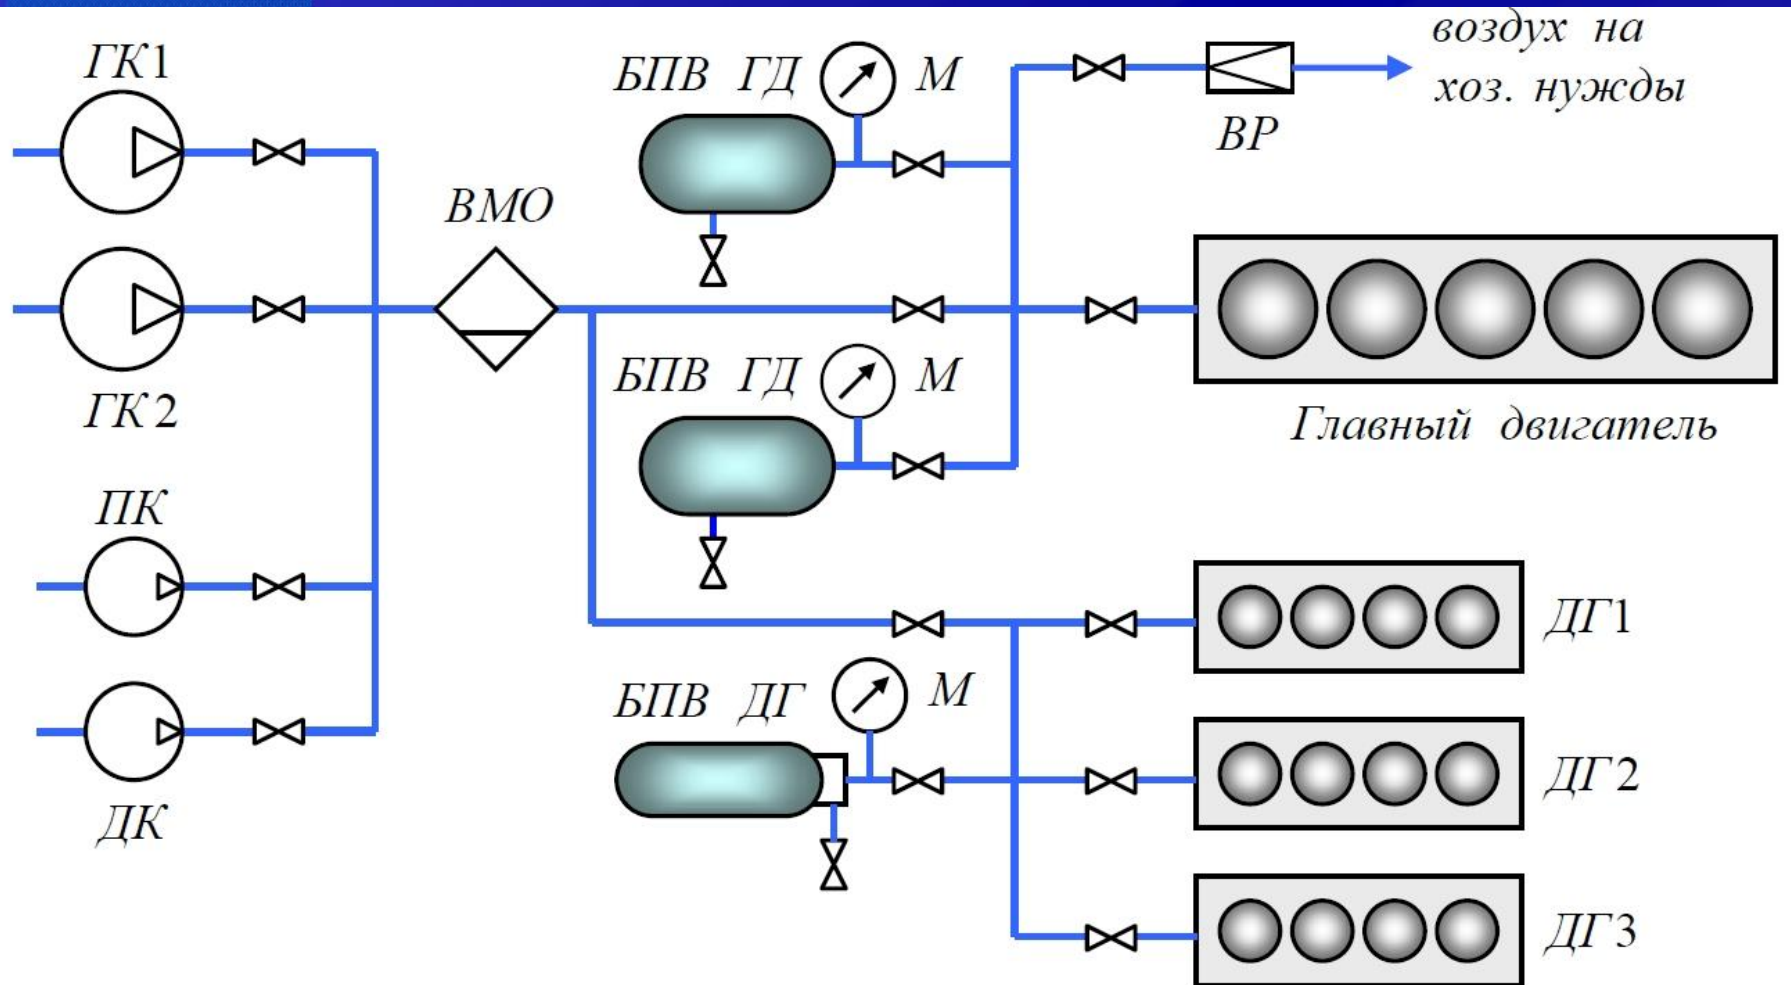 ГК1
БПВ ГД
М
воздух на
хоз. нужды
ВР
ВМО
ГК2
БПВ ГД
М
Главный двигатель
ПК
ДГ1
БПВ ДГ
М
ДГ2
ДК
ДГ3